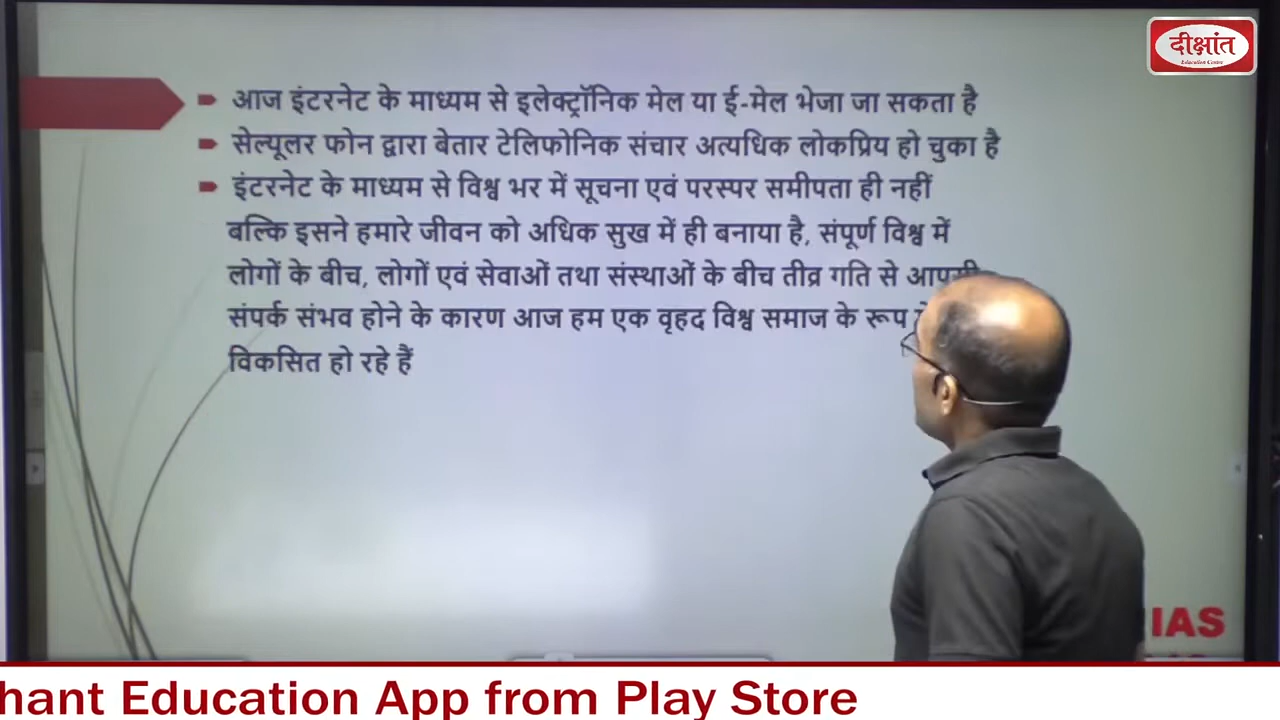 दीक्षांत
Education Centre
आज इंटरनेट के माध्यम से इलेक्ट्रॉनिक मेल या ई-मेल भेजा जा सकता है
सेल्यूलर फोन द्वारा बेतार टेलिफोनिक संचार अत्यधिक लोकप्रिय हो चुका है
इंटरनेट के माध्यम से विश्व भर में सूचना एवं परस्पर समीपता ही नहीं
बल्कि इसने हमारे जीवन को अधिक सुख में ही बनाया है, संपूर्ण विश्व में
लोगों के बीच, लोगों एवं सेवाओं तथा संस्थाओं के बीच तीव्र गति से
संपर्क संभव होने के कारण आज हम एक वृहद विश्व समाज के रूप
विकसित हो रहे हैं
IAS
hant Education App from Play Store